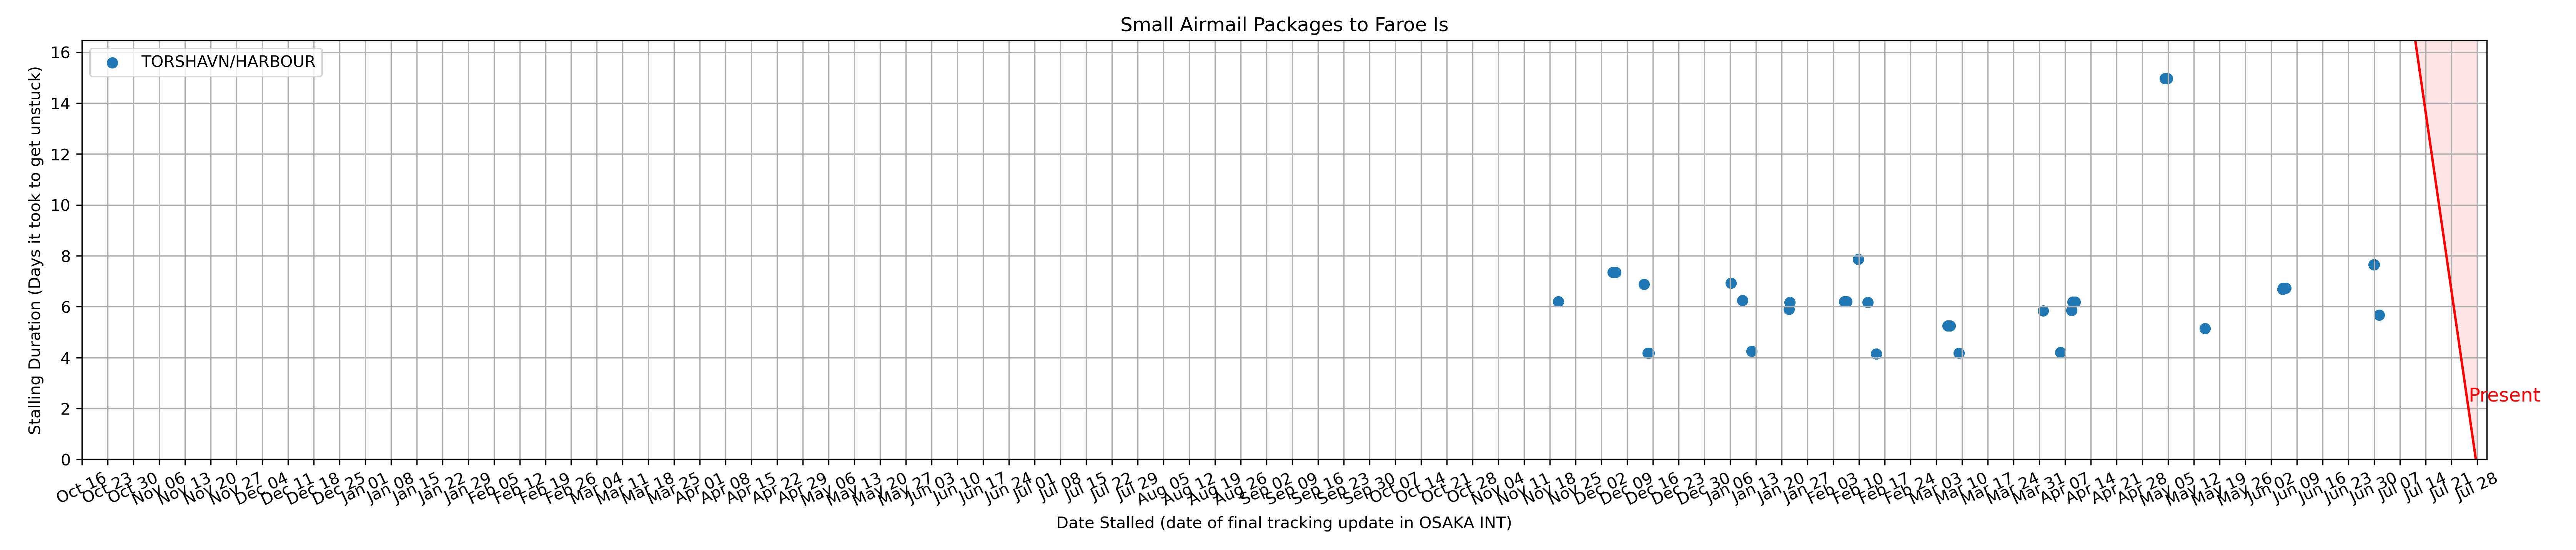 Small Airmail Packages to Faroe Is
TORSHAVN/HARBOUR
Stalling Duration (Days it took to get unstuck)
16
14
12
10
8
6
4
2
0
Present
Oct 16 Oct 23 Oct 30 Nov 06 Nov 13 Nov 20 Nov 27 Dec 04 Dec 11 Dec 18 Dec 25 Jan 01 Jan 08 Jan 15 Jan 22 Jan 29 Feb 05 Feb 12 Feb 19 Feb 26 Mar 04 Mar 11 Mar 18 Mar 25 Apr 01 Apr 08 Apr 15 Apr 22 Apr 29 May 06 May 13 May 20 May 27 Jun 03 Jun 10 Jun 17 Jun 24 Jul 01 Jul 08 Jul 15 Jul 22 Jul 29 Aug 05 Aug 12 Aug 19 Aug 26 Sep 02 Sep 09 Sep 16 Sep 23 Sep 30 Oct 07 Oct 14 Oct 21 Oct 28 Nov 04 Nov 11 Nov 18 Nov 25 Dec 02 Dec 09 Dec 16 Dec 23 Dec 30 Jan 06 Jan 13 Jan 20 Jan 27 Feb 03 Feb 10 Feb 17 Feb 24 Mar 03 Mar 10 Mar 17 Mar 24 Mar 31 Apr 07 Apr 14 Apr 21 Apr 28 May 05 May 12 May 19 May 26 Jun 02 Jun 09 Jun 16 Jun 23 Jun 30 Jul 07 Jul 14 Jul 21 Jul 28
Date Stalled (date of final tracking update in OSAKA INT)